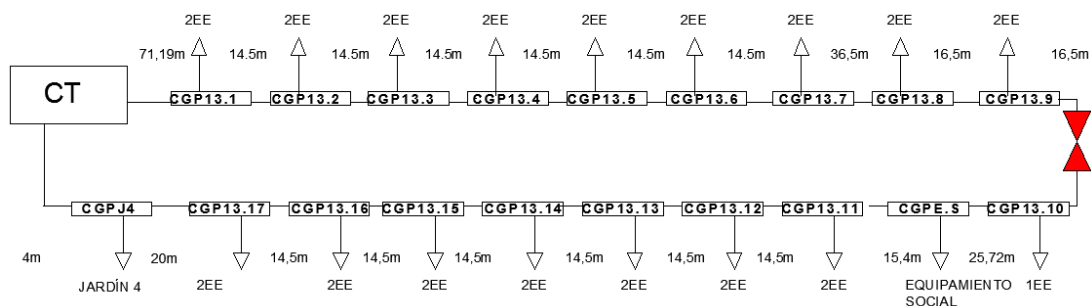 2EE 2EE 2EE 2EE 2EE 2EE 2EE 2EE 2EE
71,19m 14.5m 14.5m 14.5m 14.5m 14.5m 36,5m 16,5m 16,5m
CT
CGP13.1 CGP13.2 CGP13.3 CGP13.4 CGP13.5 CGP13.6 CGP13.7 CGP13.8 CGP13.9
CGPJ4 CGP13.17 CGP13.16 CGP13.15 CGP13.14 CGP13.13 CGP13.12 CGP13.11 CGPE.S CGP13.10
4m 20m 14,5m 14,5m 14,5m 14,5m 14,5m 14,5m 15,4m 25,72m
JARDÍN 4 2EE 2EE 2EE 2EE 2EE 2EE 2EE EQUIPAMIENTO 1EE
SOCIAL